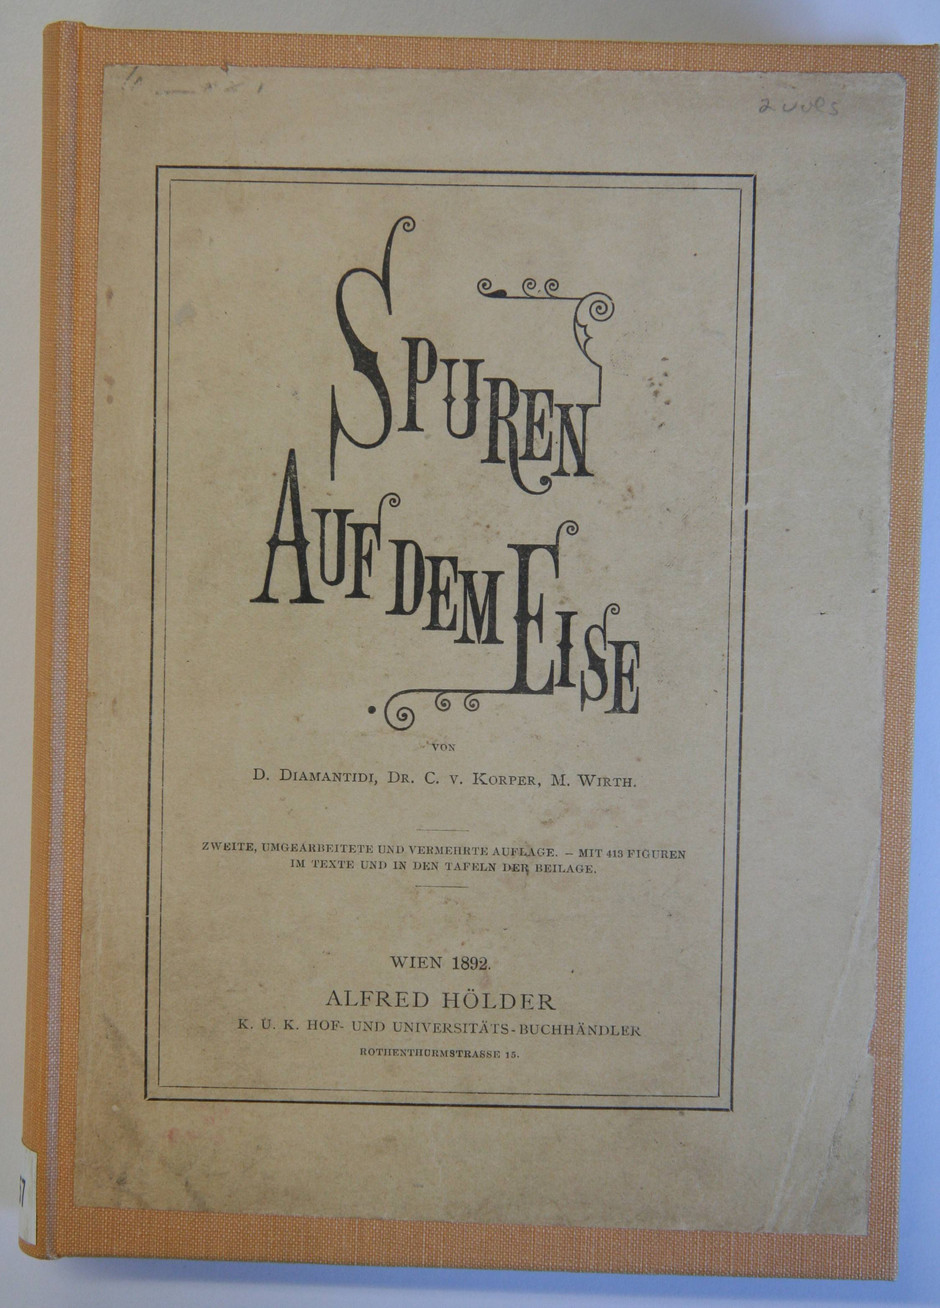 2 vols
SPUREN
AUF DEM EISE
VON
D. DIAMANTIDI, DR. C. V. KORPER, M. WIRTH.
ZWEITE, UMGEARBEITETE UND VERMEHRTE AUFLAGE. — MIT 413 FIGUREN
IM TEXTE UND IN DEN TAFELN DER BEILAGE.
WIEN 1892.
ALFRED HÖLDER
K. U. K. HOF- UND UNIVERSITÄTS-BUCHHÄNDLER
ROTHENTHURMSTRASSE 15.
7